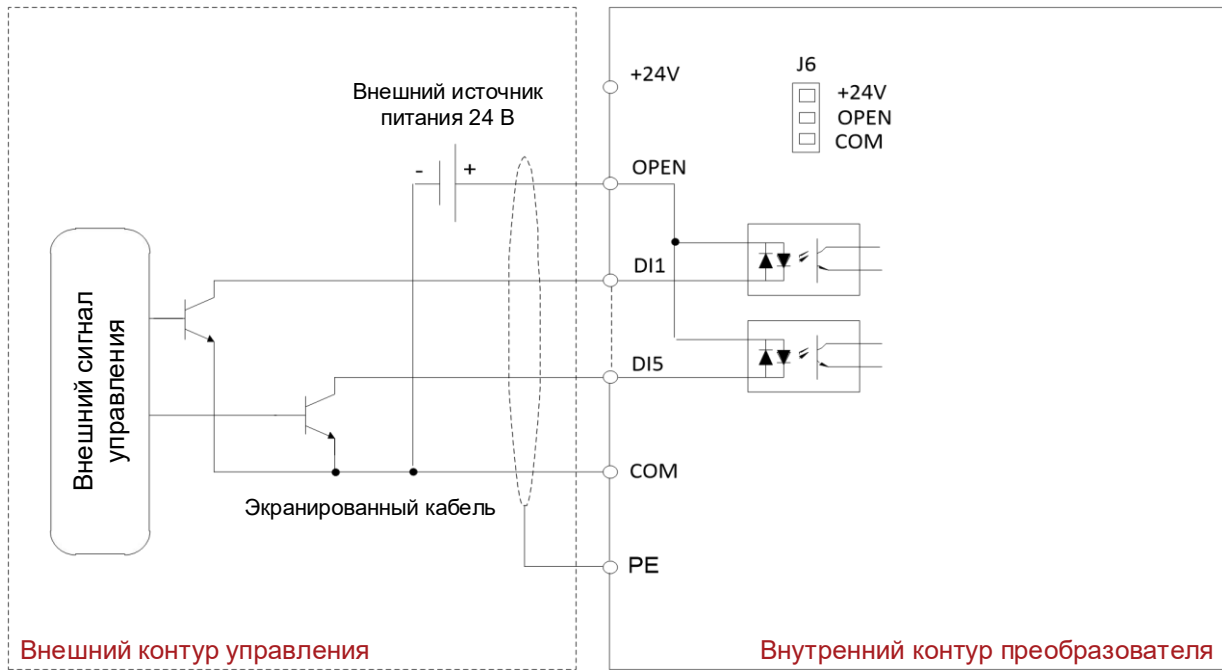 Внешний источник
питания 24 В
- +
+24V
J6
+24V
OPEN
COM
OPEN
DI1
DI5
COM
PE
Внешний сигнал
управления
Экранированный кабель
Внешний контур управления
Внутренний контур преобразователя